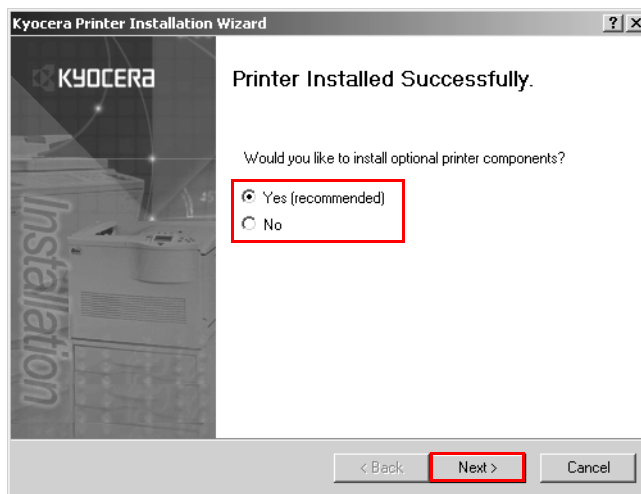 Kyocera Printer Installation Wizard
KYOCERA
Printer Installed Successfully.
Would you like to install optional printer components?
Yes (recommended)
No
Installation
< Back
Next >
Cancel